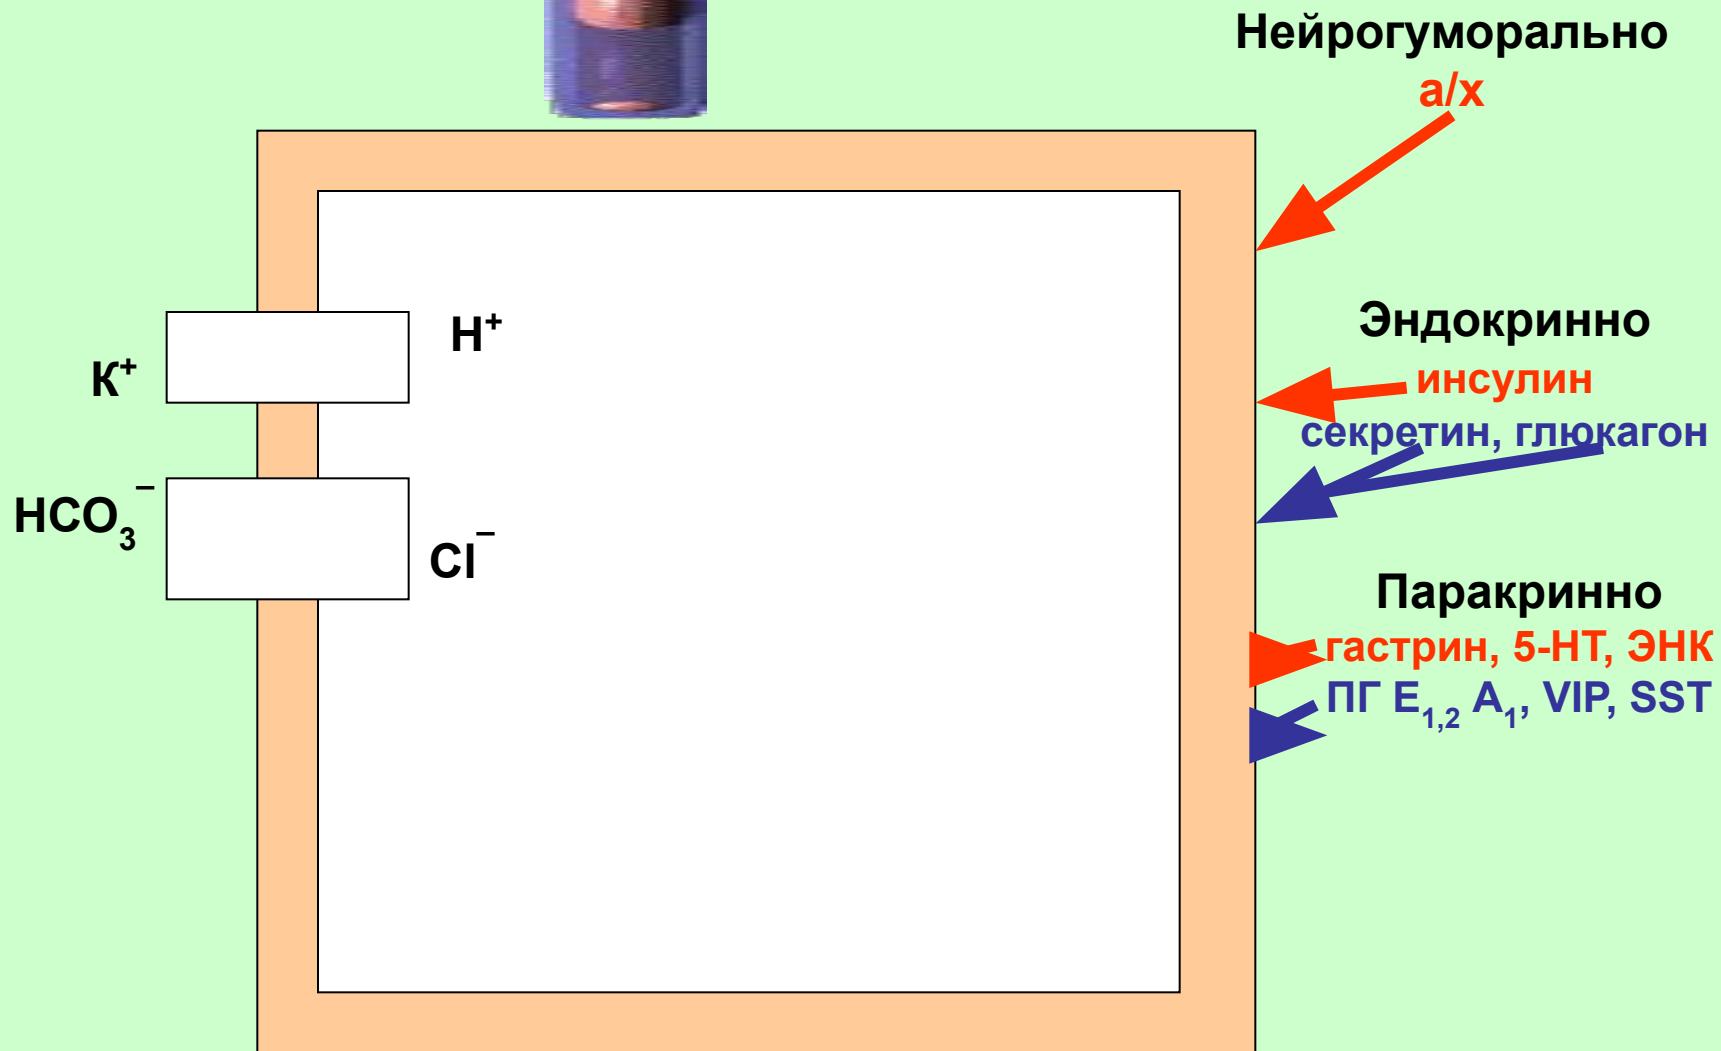 Нейрогуморально
а/х
H⁺
К⁺
Эндокринно
инсулин
секретин, глюкагон
HCO₃⁻
Cl⁻
Паракринно
гастрин, 5-НТ, ЭНК
ПГ Е₁,₂ А₁, VIP, SST